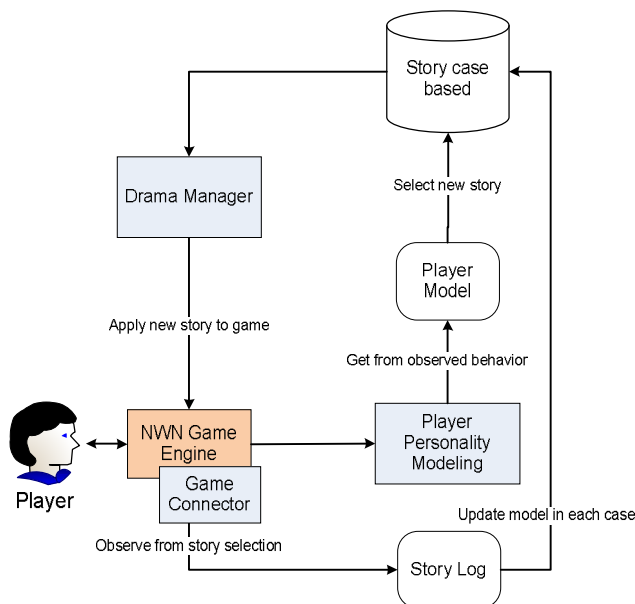 Story case
based
Drama Manager
Select new story
Player
Model
Apply new story to game
Get from observed behavior
NWN Game
Engine
Player
Personality
Modeling
Game
Connector
Player
Update model in each case
Observe from story selection
Story Log